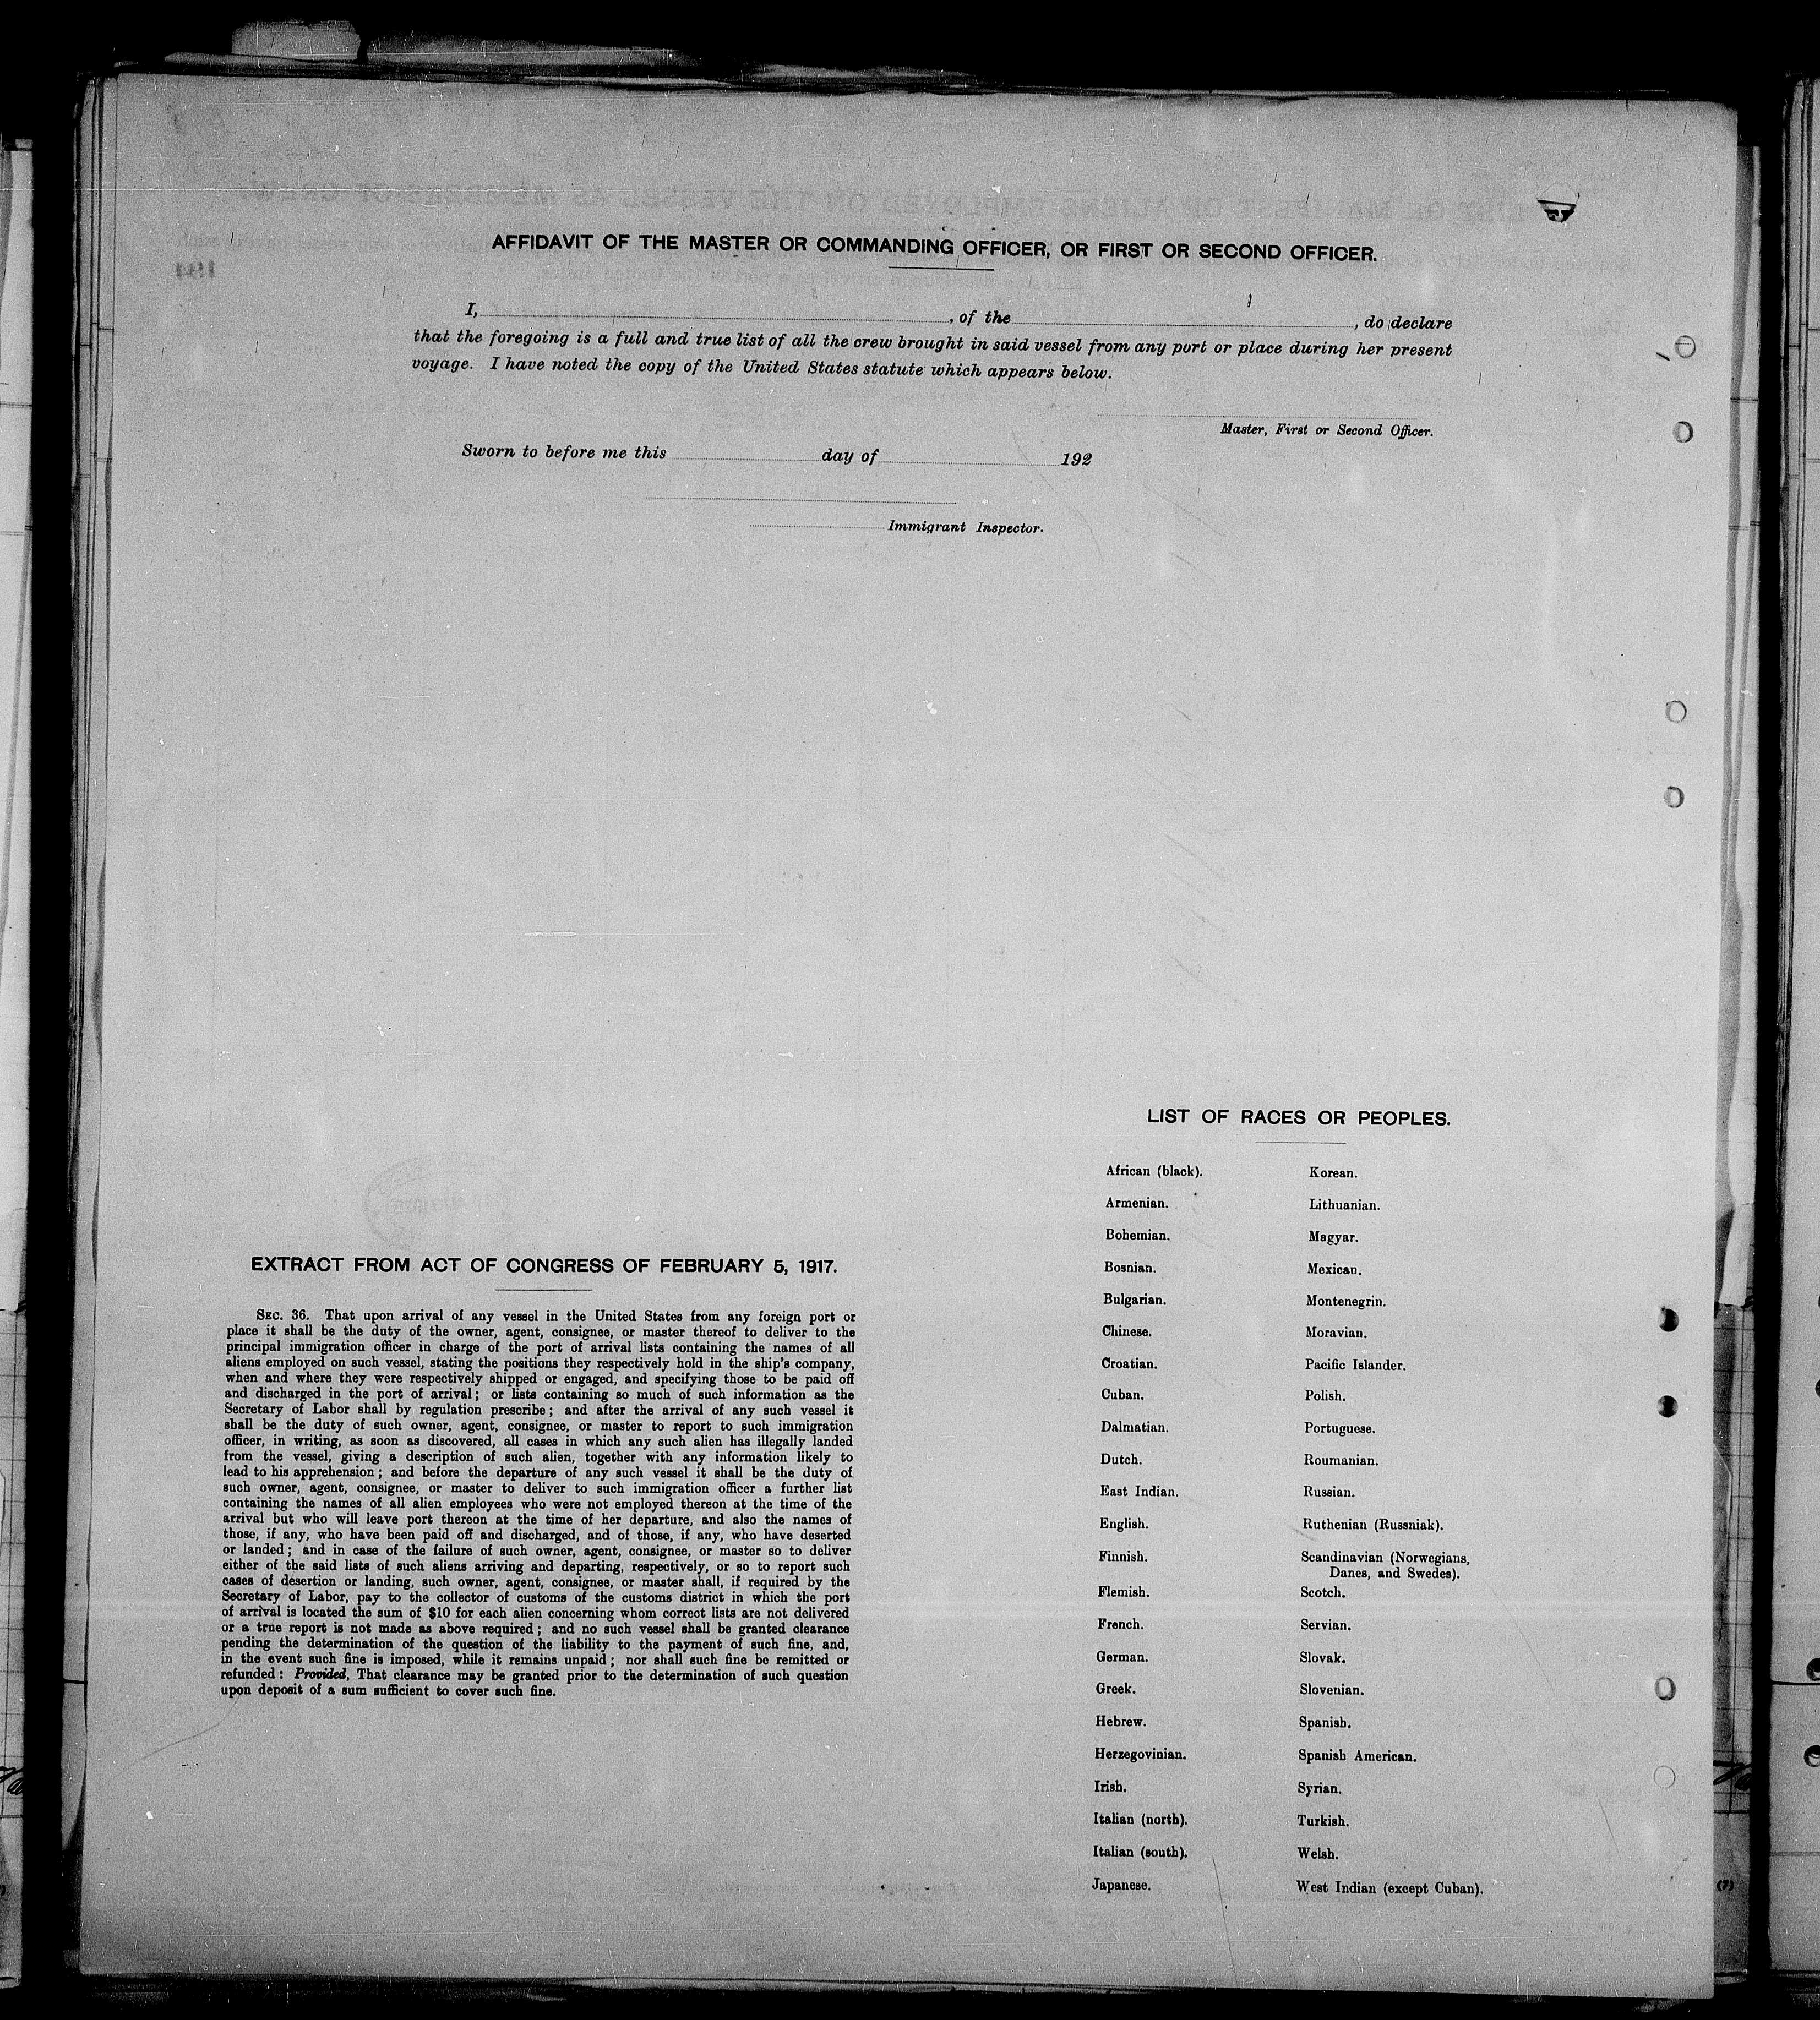 AFFIDAVIT OF THE MASTER OR COMMANDING OFFICER, OR FIRST OR SECOND OFFICER.
I, , of the , do declare
that the foregoing is a full and true list of all the crew brought in said vessel from any port or place during her present
voyage. I have noted the copy of the United States statute which appears below.
Master, First or Second Officer.
Sworn to before me this day of 192
Immigrant Inspector.
EXTRACT FROM ACT OF CONGRESS OF FEBRUARY 5, 1917.
SEC. 36. That upon arrival of any vessel in the United States from any foreign port or
place it shall be the duty of the owner, agent, consignee, or master thereof to deliver to the
principal immigration officer in charge of the port of arrival lists containing the names of all
aliens employed on such vessel, stating the positions they respectively hold in the ship's company,
when and where they were respectively shipped or engaged, and specifying those to be paid off
and discharged in the port of arrival; or lists containing so much of such information as the
Secretary of Labor shall by regulation prescribe; and after the arrival of any such vessel it
shall be the duty of such owner, agent, consignee, or master to report to such immigration
officer, in writing, as soon as discovered, all cases in which any such alien has illegally landed
from the vessel, giving a description of such alien, together with any information likely to
lead to his apprehension; and before the departure of any such vessel it shall be the duty of
such owner, agent, consignee, or master to deliver to such immigration officer a further list
containing the names of all alien employees who were not employed thereon at the time of the
arrival but who will leave port thereon at the time of her departure, and also the names of
those, if any, who have been paid off and discharged, and of those, if any, who have deserted
or landed; and in case of the failure of such owner, agent, consignee, or master so to deliver
either of the said lists of such aliens arriving and departing, respectively, or so to report such
cases of desertion or landing, such owner, agent, consignee, or master shall, if required by the
Secretary of Labor, pay to the collector of customs of the customs district in which the port
of arrival is located the sum of $10 for each alien concerning whom correct lists are not delivered
or a true report is not made as above required; and no such vessel shall be granted clearance
pending the determination of the question of the liability to the payment of such fine, and,
in the event such fine is imposed, while it remains unpaid; nor shall such fine be remitted or
refunded: Provided, That clearance may be granted prior to the determination of such question
upon deposit of a sum sufficient to cover such fine.
LIST OF RACES OR PEOPLES.
African (black).
Armenian.
Bohemian.
Bosnian.
Bulgarian.
Chinese.
Croatian.
Cuban.
Dalmatian.
Dutch.
East Indian.
English.
Finnish.
Flemish.
French.
German.
Greek.
Hebrew.
Herzegovinian.
Irish.
Italian (north).
Italian (south).
Japanese.
Korean.
Lithuanian.
Magyar.
Mexican.
Montenegrin.
Moravian.
Pacific Islander.
Polish.
Portuguese.
Roumanian.
Russian.
Ruthenian (Russniak).
Scandinavian (Norwegians,
Danes, and Swedes).
Scotch.
Servian.
Slovak.
Slovenian.
Spanish.
Spanish American.
Syrian.
Turkish.
Welsh.
West Indian (except Cuban).